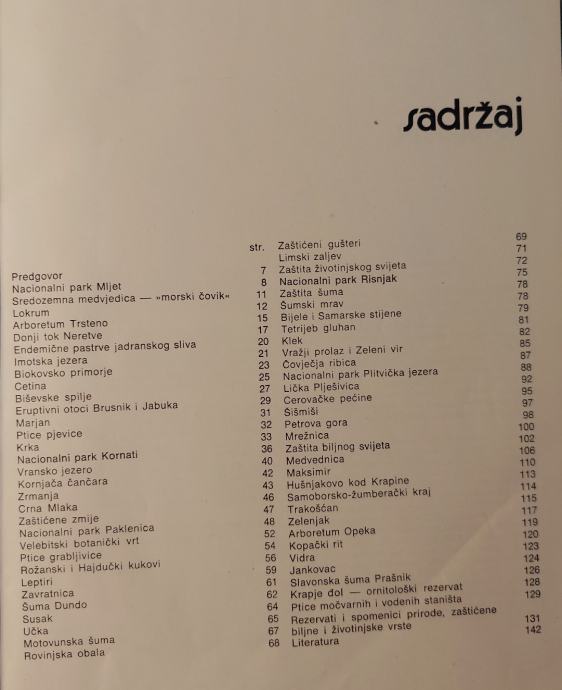 sadržaj
str.
Predgovor 7
Nacionalni park Mljet 8
Sredozemna medvjedica — »morski čovik« 11
Lokrum 12
Arboretum Trsteno 15
Donji tok Neretve 17
Endemične pastrve jadranskog sliva 20
Imotska jezera 21
Biokovsko primorje 23
Cetina 25
Biševske spilje 27
Eruptivni otoci Brusnik i Jabuka 29
Marjan 31
Ptice pjevice 32
Krka 33
Nacionalni park Kornati 36
Vransko jezero 40
Kornjača čančara 42
Zrmanja 43
Crna Mlaka 46
Zaštićene zmije 47
Nacionalni park Paklenica 48
Velebitski botanički vrt 52
Ptice grabljivice 54
Rožanski i Hajdučki kukovi 56
Leptiri 59
Zavratnica 61
Šuma Dundo 62
Susak 64
Učka 65
Motovunska šuma 67
Rovinjska obala 68
Zaštićeni gušteri 69
Limski zaljev 71
Zaštita životinjskog svijeta 72
Nacionalni park Risnjak 75
Zaštita šuma 78
Šumski mrav 78
Bijele i Samarske stijene 79
Tetrijeb gluhan 81
Klek 82
Vražji prolaz i Zeleni vir 85
Čovječja ribica 87
Nacionalni park Plitvička jezera 88
Lička Plješivica 92
Cerovačke pećine 95
Šišmiši 97
Petrova gora 98
Mrežnica 100
Zaštita biljnog svijeta 102
Medvednica 106
Maksimir 110
Hušnjakovo kod Krapine 113
Samoborsko-žumberački kraj 114
Trakošćan 115
Zelenjak 117
Arboretum Opeka 119
Kopački rit 120
Vidra 123
Jankovac 124
Slavonska šuma Prašnik 126
Krapje dol — ornitološki rezervat 128
Ptice močvarnih i vodenih staništa 129
Rezervati i spomenici prirode, zaštićene
biljne i životinjske vrste 131
Literatura 142